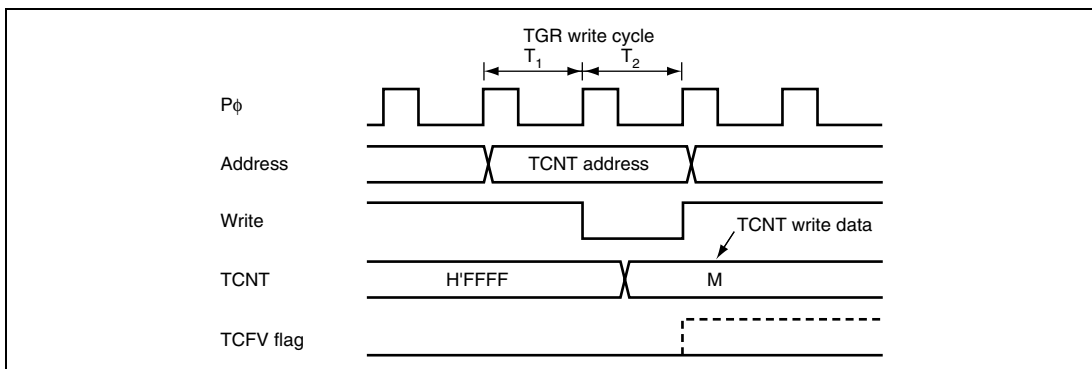 TGR write cycle
T1 T2
Pϕ
Address TCNT address
Write
TCNT write data
TCNT H'FFFF M
TCFV flag